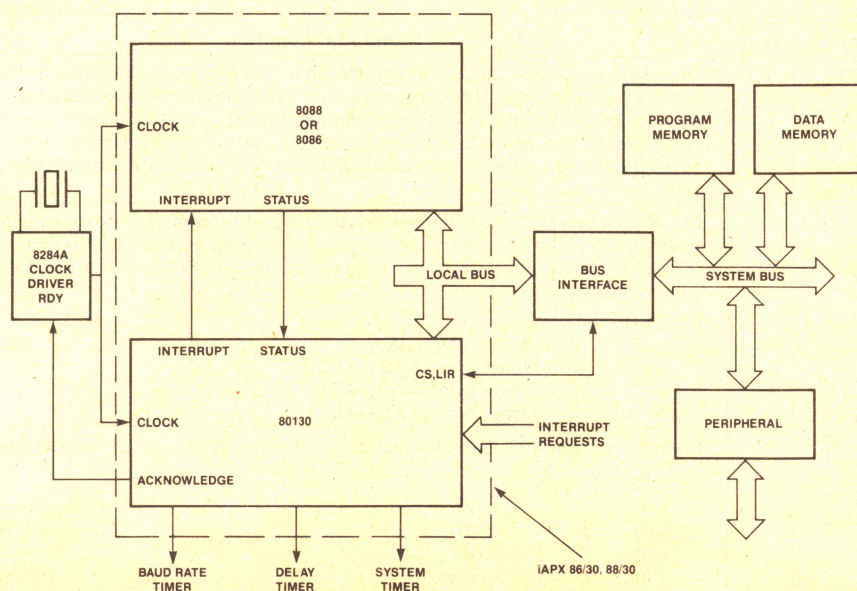 8088
OR
8086
CLOCK
INTERRUPT STATUS
PROGRAM
MEMORY
DATA
MEMORY
8284A
CLOCK
DRIVER
RDY
LOCAL BUS
BUS
INTERFACE
SYSTEM BUS
INTERRUPT STATUS
CS,LIR
CLOCK
80130
INTERRUPT
REQUESTS
PERIPHERAL
ACKNOWLEDGE
BAUD RATE
TIMER
DELAY
TIMER
SYSTEM
TIMER
iAPX 86/30, 88/30